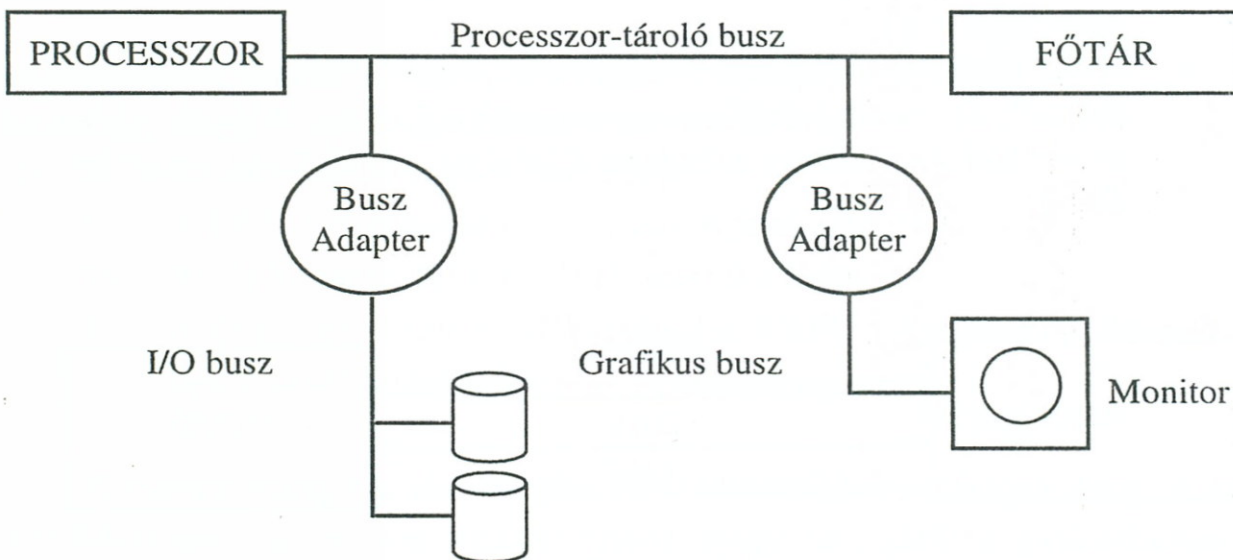 PROCESSZOR
Processzor-tároló busz
FŐTÁR
Busz
Adapter
Busz
Adapter
I/O busz
Grafikus busz
Monitor